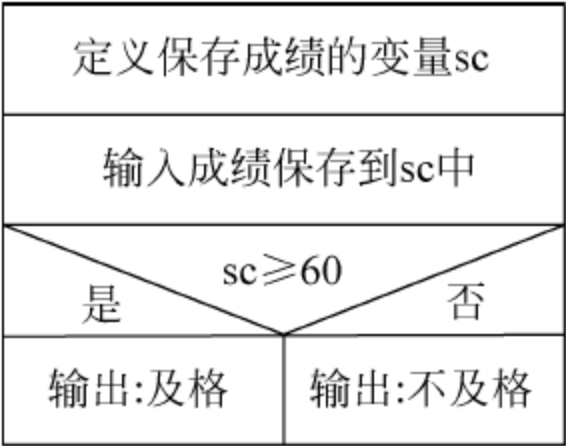 定义保存成绩的变量sc
输入成绩保存到sc中
sc≥60
是
否
输出:及格
输出:不及格